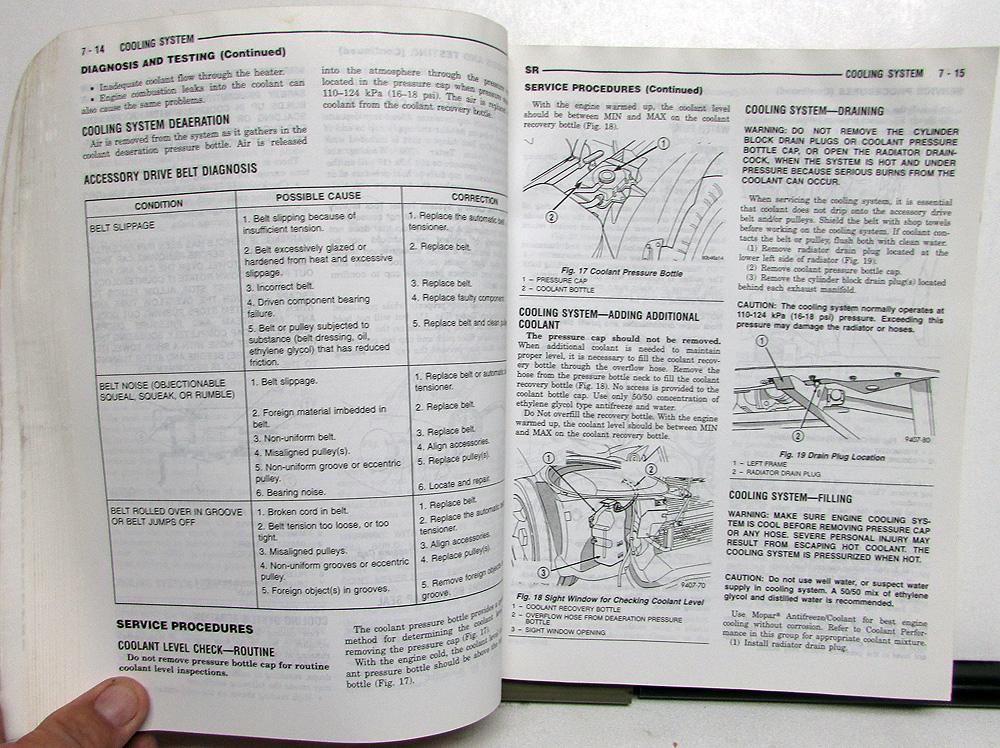 7 - 14 COOLING SYSTEM
DIAGNOSIS AND TESTING (Continued)
• Inadequate coolant flow through the heater.
• Engine combustion leaks into the coolant can
also cause the same problems.
COOLING SYSTEM DEAERATION
Air is removed from the system as it gathers in the
coolant deaeration pressure bottle. Air is released
into the atmosphere through the pressure
located in the pressure cap when pressure
110–124 kPa (16–18 psi). The air is
coolant from the coolant recovery bottle.
ACCESSORY DRIVE BELT DIAGNOSIS
CONDITION
POSSIBLE CAUSE
CORRECTION
BELT SLIPPAGE
1. Belt slipping because of
insufficient tension.
1. Replace the automatic belt
tensioner.
2. Belt excessively glazed or
hardened from heat and excessive
slippage.
2. Replace belt.
3. Incorrect belt.
3. Replace belt.
4. Driven component bearing
failure.
4. Replace faulty component
5. Belt or pulley subjected to
substance (belt dressing, oil,
ethylene glycol) that has reduced
friction.
5. Replace belt and clean
BELT NOISE (OBJECTIONABLE
SQUEAL, SQUEAK, OR RUMBLE)
1. Belt slippage.
1. Replace belt or automatic
tensioner.
2. Foreign material imbedded in
belt.
2. Replace belt.
3. Non-uniform belt.
3. Replace belt.
4. Misaligned pulley(s).
4. Align accessories.
5. Non-uniform groove or eccentric
pulley.
5. Replace pulley(s).
6. Bearing noise.
6. Locate and repair.
BELT ROLLED OVER IN GROOVE
OR BELT JUMPS OFF
1. Broken cord in belt.
1. Replace belt.
2. Belt tension too loose, or too
tight.
2. Replace the automatic
tensioner.
3. Misaligned pulleys.
3. Align accessories.
4. Non-uniform grooves or eccentric
pulley.
4. Replace pulley(s).
5. Foreign object(s) in grooves.
5. Remove foreign objects
groove.
SERVICE PROCEDURES
COOLANT LEVEL CHECK—ROUTINE
Do not remove pressure bottle cap for routine
coolant level inspections.
The coolant pressure bottle provides a
method for determining the coolant level
removing the pressure cap (Fig. 17).
With the engine cold, the coolant level
ant pressure bottle should be above the
bottle (Fig. 17).
SR
COOLING SYSTEM 7 - 15
SERVICE PROCEDURES (Continued)
With the engine warmed up, the coolant level
should be between MIN and MAX on the coolant
recovery bottle (Fig. 18).
1
2
Fig. 17 Coolant Pressure Bottle
1 – PRESSURE CAP
2 – COOLANT BOTTLE
COOLING SYSTEM—ADDING ADDITIONAL
COOLANT
The pressure cap should not be removed.
When additional coolant is needed to maintain
proper level, it is necessary to fill the coolant recov-
ery bottle through the overflow hose. Remove the
hose from the pressure bottle neck to fill the coolant
recovery bottle (Fig. 18). No access is provided to the
coolant bottle cap. Use only 50/50 concentration of
ethylene glycol type antifreeze and water.
Do Not overfill the recovery bottle. With the engine
warmed up, the coolant level should be between MIN
and MAX on the coolant recovery bottle.
1
2
3
9407-70
Fig. 18 Sight Window for Checking Coolant Level
1 – COOLANT RECOVERY BOTTLE
2 – OVERFLOW HOSE FROM DEAERATION PRESSURE
BOTTLE
3 – SIGHT WINDOW OPENING
COOLING SYSTEM—DRAINING
WARNING: DO NOT REMOVE THE CYLINDER
BLOCK DRAIN PLUGS OR COOLANT PRESSURE
BOTTLE CAP, OR OPEN THE RADIATOR DRAIN-
COCK, WHEN THE SYSTEM IS HOT AND UNDER
PRESSURE BECAUSE SERIOUS BURNS FROM THE
COOLANT CAN OCCUR.
When servicing the cooling system, it is essential
that coolant does not drip onto the accessory drive
belt and/or pulleys. Shield the belt with shop towels
before working on the cooling system. If coolant con-
tacts the belt or pulley, flush both with clean water.
(1) Remove radiator drain plug located at the
lower left side of radiator (Fig. 19).
(2) Remove coolant pressure bottle cap.
(3) Remove the cylinder block drain plug(s) located
behind each exhaust manifold.
CAUTION: The cooling system normally operates at
110-124 kPa (16-18 psi) pressure. Exceeding this
pressure may damage the radiator or hoses.
1
2
9407-80
Fig. 19 Drain Plug Location
1 – LEFT FRAME
2 – RADIATOR DRAIN PLUG
COOLING SYSTEM—FILLING
WARNING: MAKE SURE ENGINE COOLING SYS-
TEM IS COOL BEFORE REMOVING PRESSURE CAP
OR ANY HOSE. SEVERE PERSONAL INJURY MAY
RESULT FROM ESCAPING HOT COOLANT. THE
COOLING SYSTEM IS PRESSURIZED WHEN HOT.
CAUTION: Do not use well water, or suspect water
supply in cooling system. A 50/50 mix of ethylene
glycol and distilled water is recommended.
Use Mopar® Antifreeze/Coolant for best engine
cooling without corrosion. Refer to Coolant Perfor-
mance in this group for appropriate coolant mixture.
(1) Install radiator drain plug.